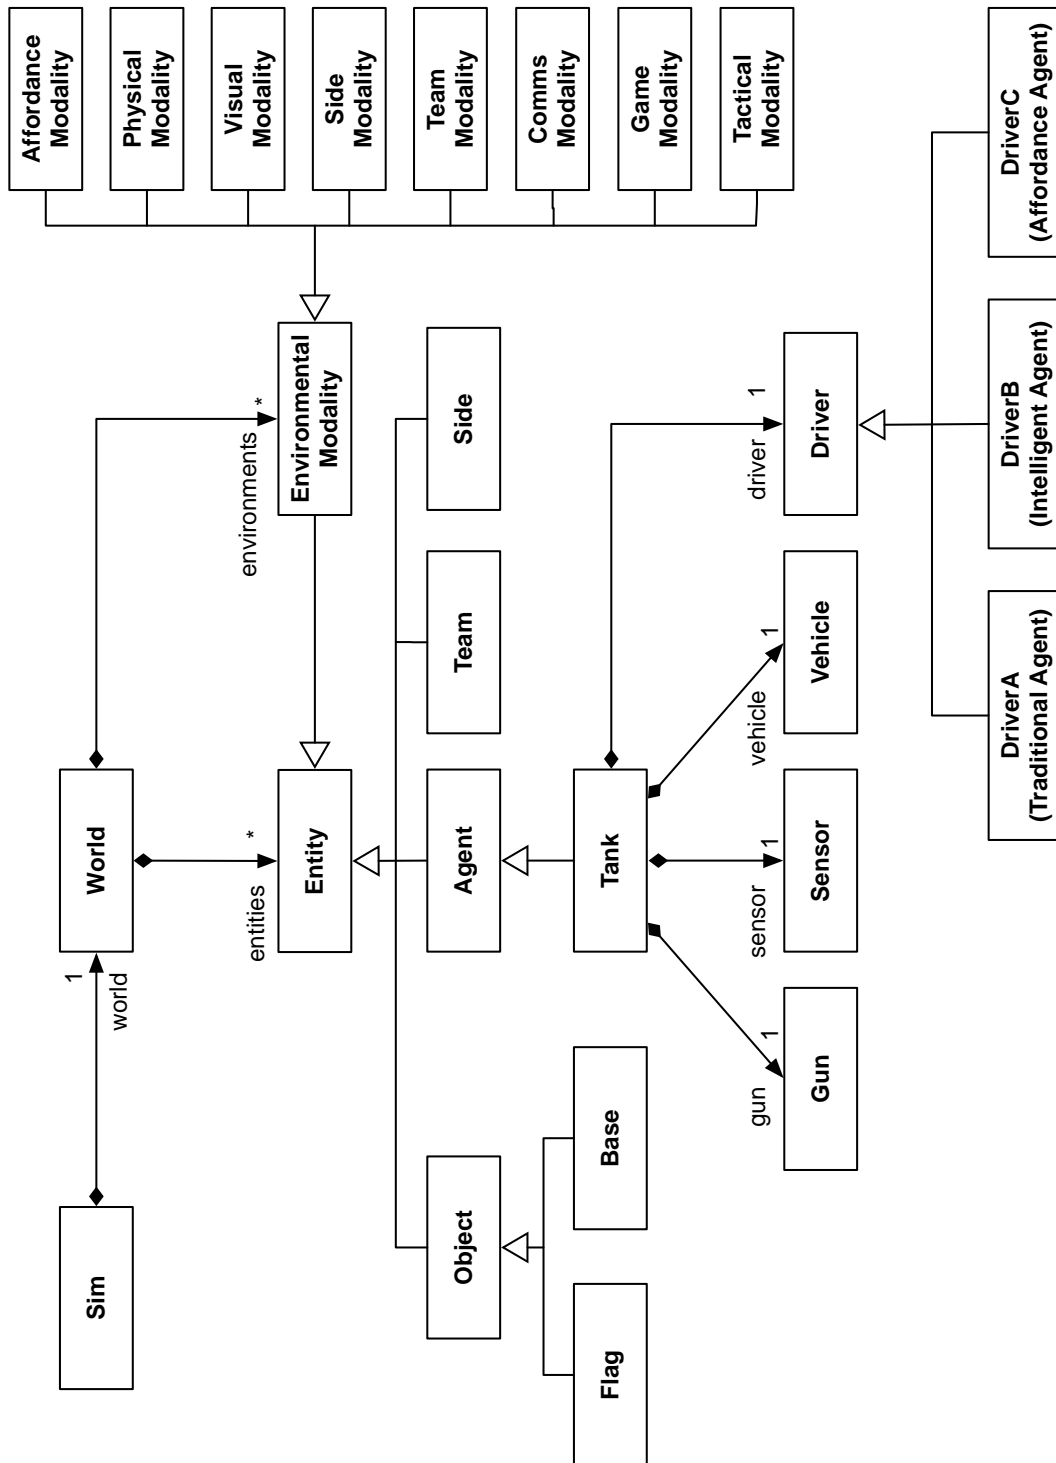 Sim
1
world
World
entities
*
environments
*
Entity
Environmental
Modality
Affordance
Modality
Physical
Modality
Visual
Modality
Side
Modality
Team
Modality
Comms
Modality
Game
Modality
Tactical
Modality
Object
Agent
Team
Side
Flag
Base
Tank
gun
1
sensor
1
vehicle
1
driver
1
Gun
Sensor
Vehicle
Driver
DriverA
(Traditional Agent)
DriverB
(Intelligent Agent)
DriverC
(Affordance Agent)